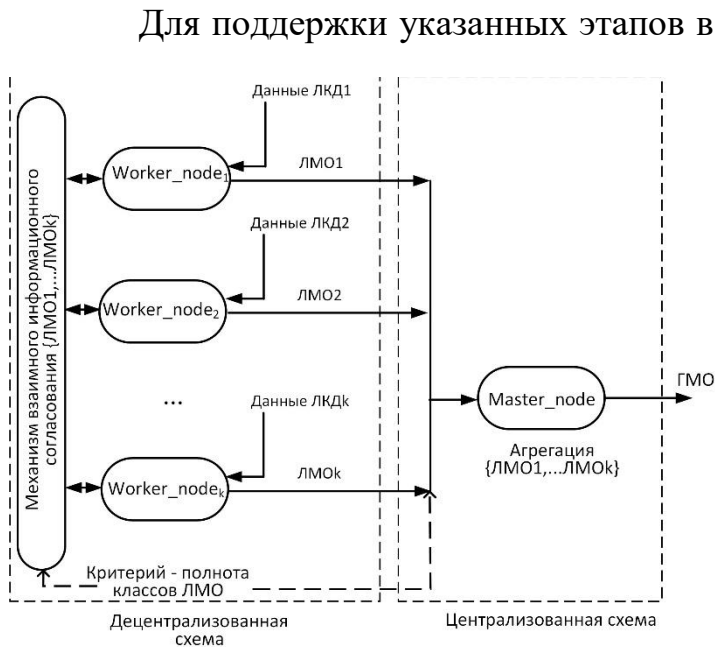 Для поддержки указанных этапов в
Механизм взаимного информационного
согласования {ЛМО1,...ЛМОk}
Данные ЛКД1
Worker_node1
ЛМО1
Данные ЛКД2
Worker_node2
ЛМО2
...
Данные ЛКДk
Worker_nodek
ЛМОk
Критерий - полнота
классов ЛМО
Децентрализованная
схема
Master_node
ГМО
Агрегация
{ЛМО1,...ЛМОk}
Централизованная схема